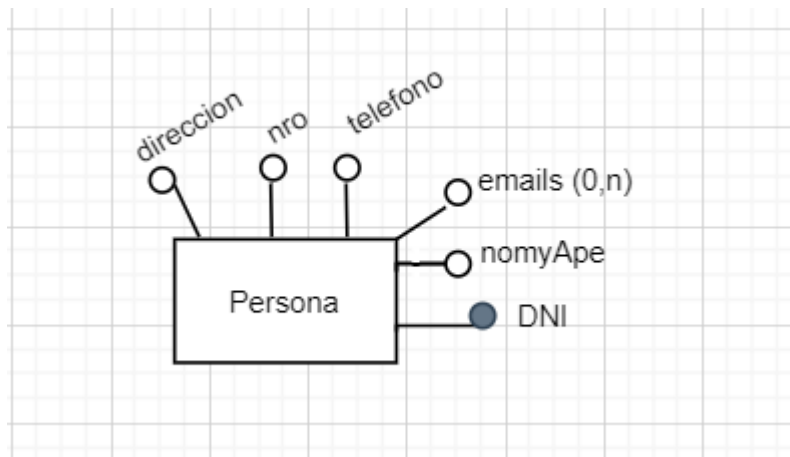 direccion
nro
telefono
emails (0,n)
nomyApe
Persona
DNI